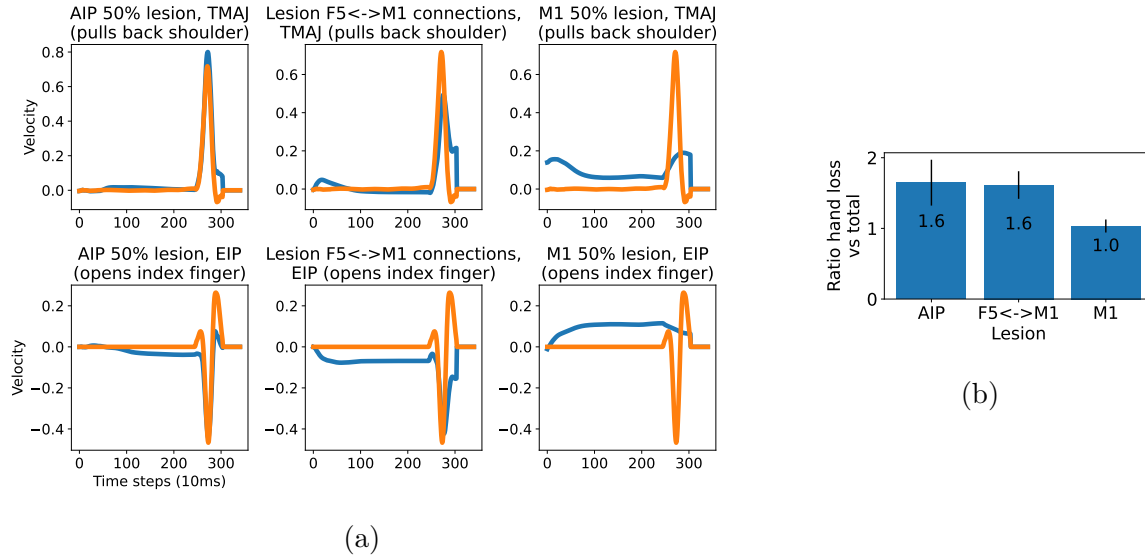 AIP 50% lesion, TMAJ
(pulls back shoulder)
Lesion F5<->M1 connections,
TMAJ (pulls back shoulder)
M1 50% lesion, TMAJ
(pulls back shoulder)
Velocity
0.8
0.6
0.4
0.2
0.0
0 100 200 300
0.6
0.4
0.2
0.0
0 100 200 300
0.6
0.4
0.2
0.0
0 100 200 300
AIP 50% lesion, EIP
(opens index finger)
Lesion F5<->M1 connections,
EIP (opens index finger)
M1 50% lesion, EIP
(opens index finger)
Velocity
0.2
0.0
−0.2
−0.4
0 100 200 300
Time steps (10ms)
0.2
0.0
−0.2
−0.4
0 100 200 300
0.2
0.0
−0.2
−0.4
0 100 200 300
(a)
Ratio hand loss
vs total
2
1
0
1.6
1.6
1.0
AIP F5<->M1 M1
Lesion
(b)